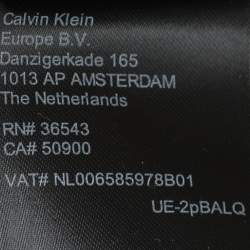 Calvin Klein
Europe B.V.
Danzigerkade 165
1013 AP AMSTERDAM
The Netherlands
RN# 36543
CA# 50900
VAT# NL006585978B01
UE-2pBALQ